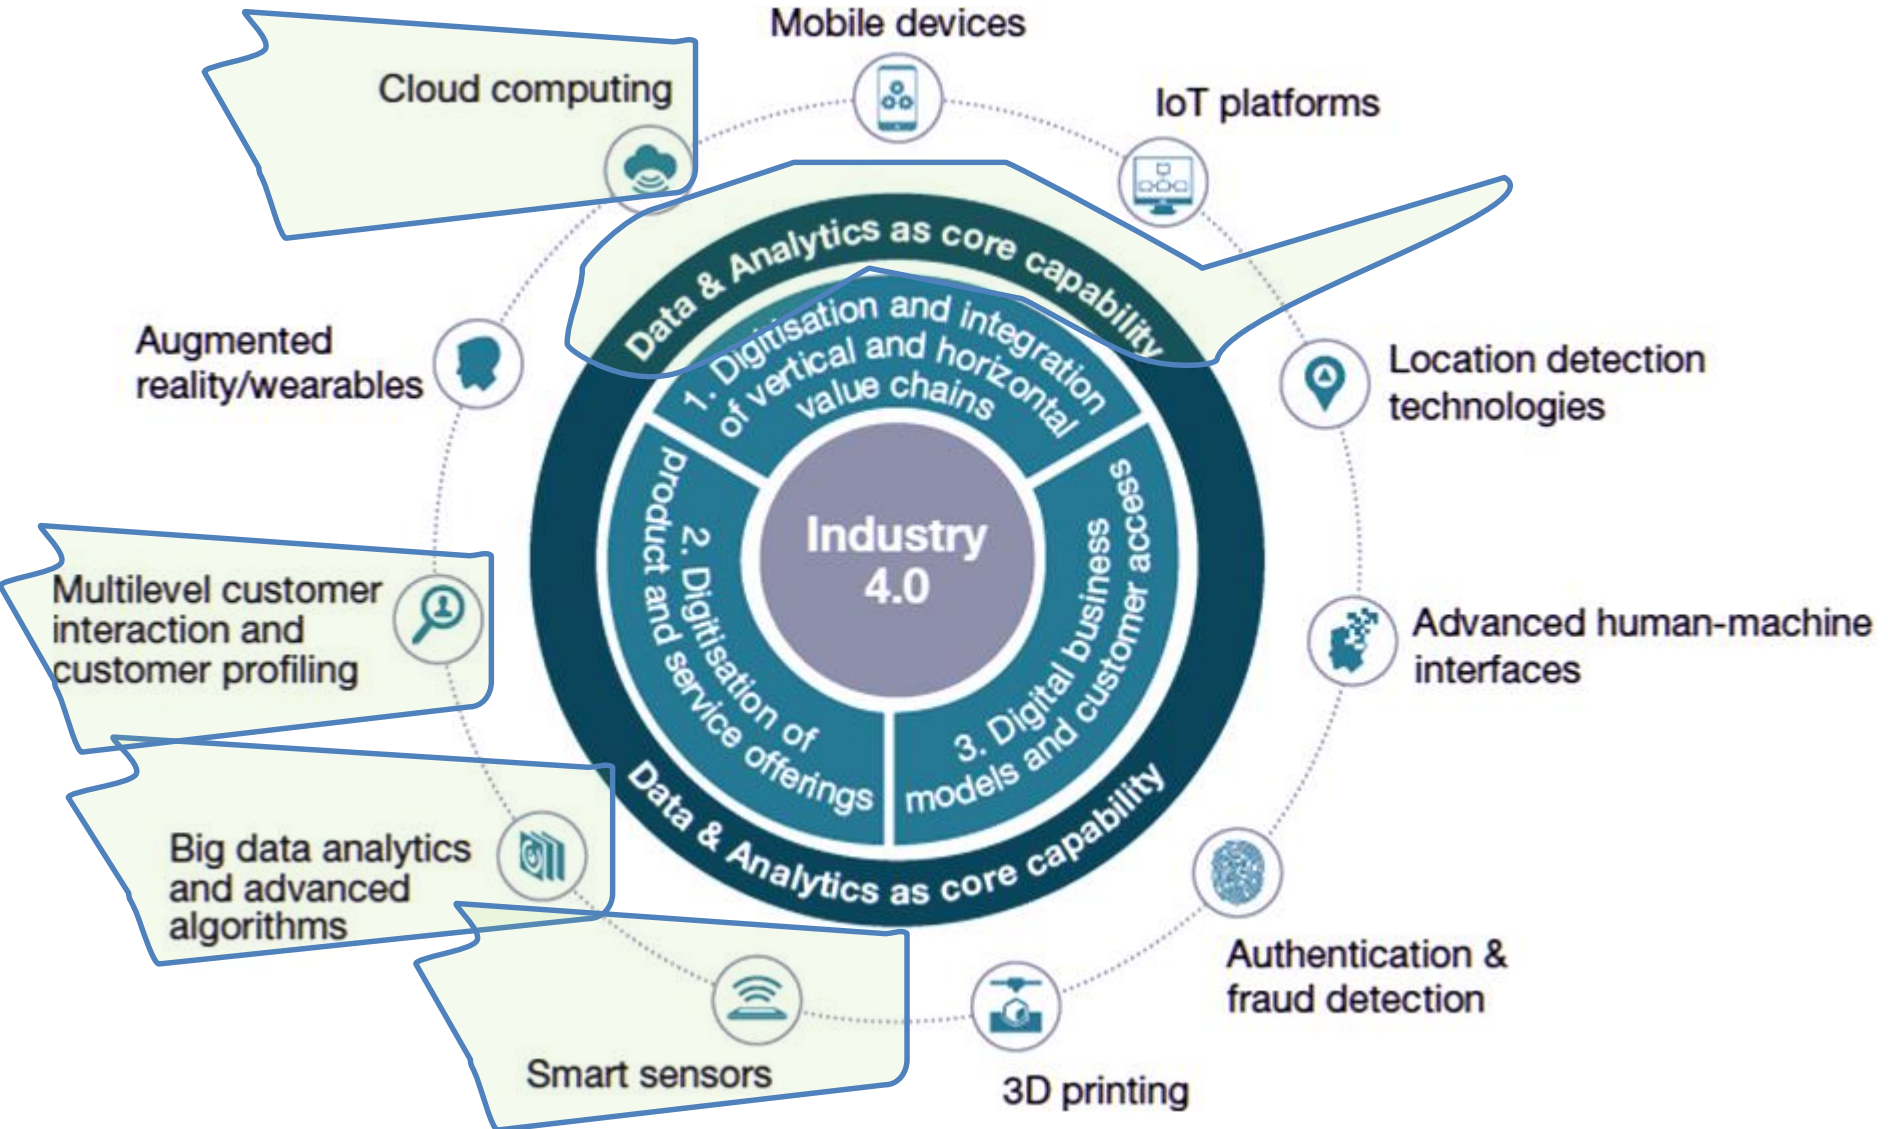 Mobile devices
Cloud computing
IoT platforms
Data & Analytics as core capability
1. Digitisation and integration
of vertical and horizontal
value chains
Augmented
reality/wearables
Location detection
technologies
Industry
4.0
2. Digitisation of
product and service offerings
3. Digital business
models and customer access
Multilevel customer
interaction and
customer profiling
Advanced human-machine
interfaces
Big data analytics
and advanced
algorithms
Data & Analytics as core capability
Authentication &
fraud detection
Smart sensors
3D printing